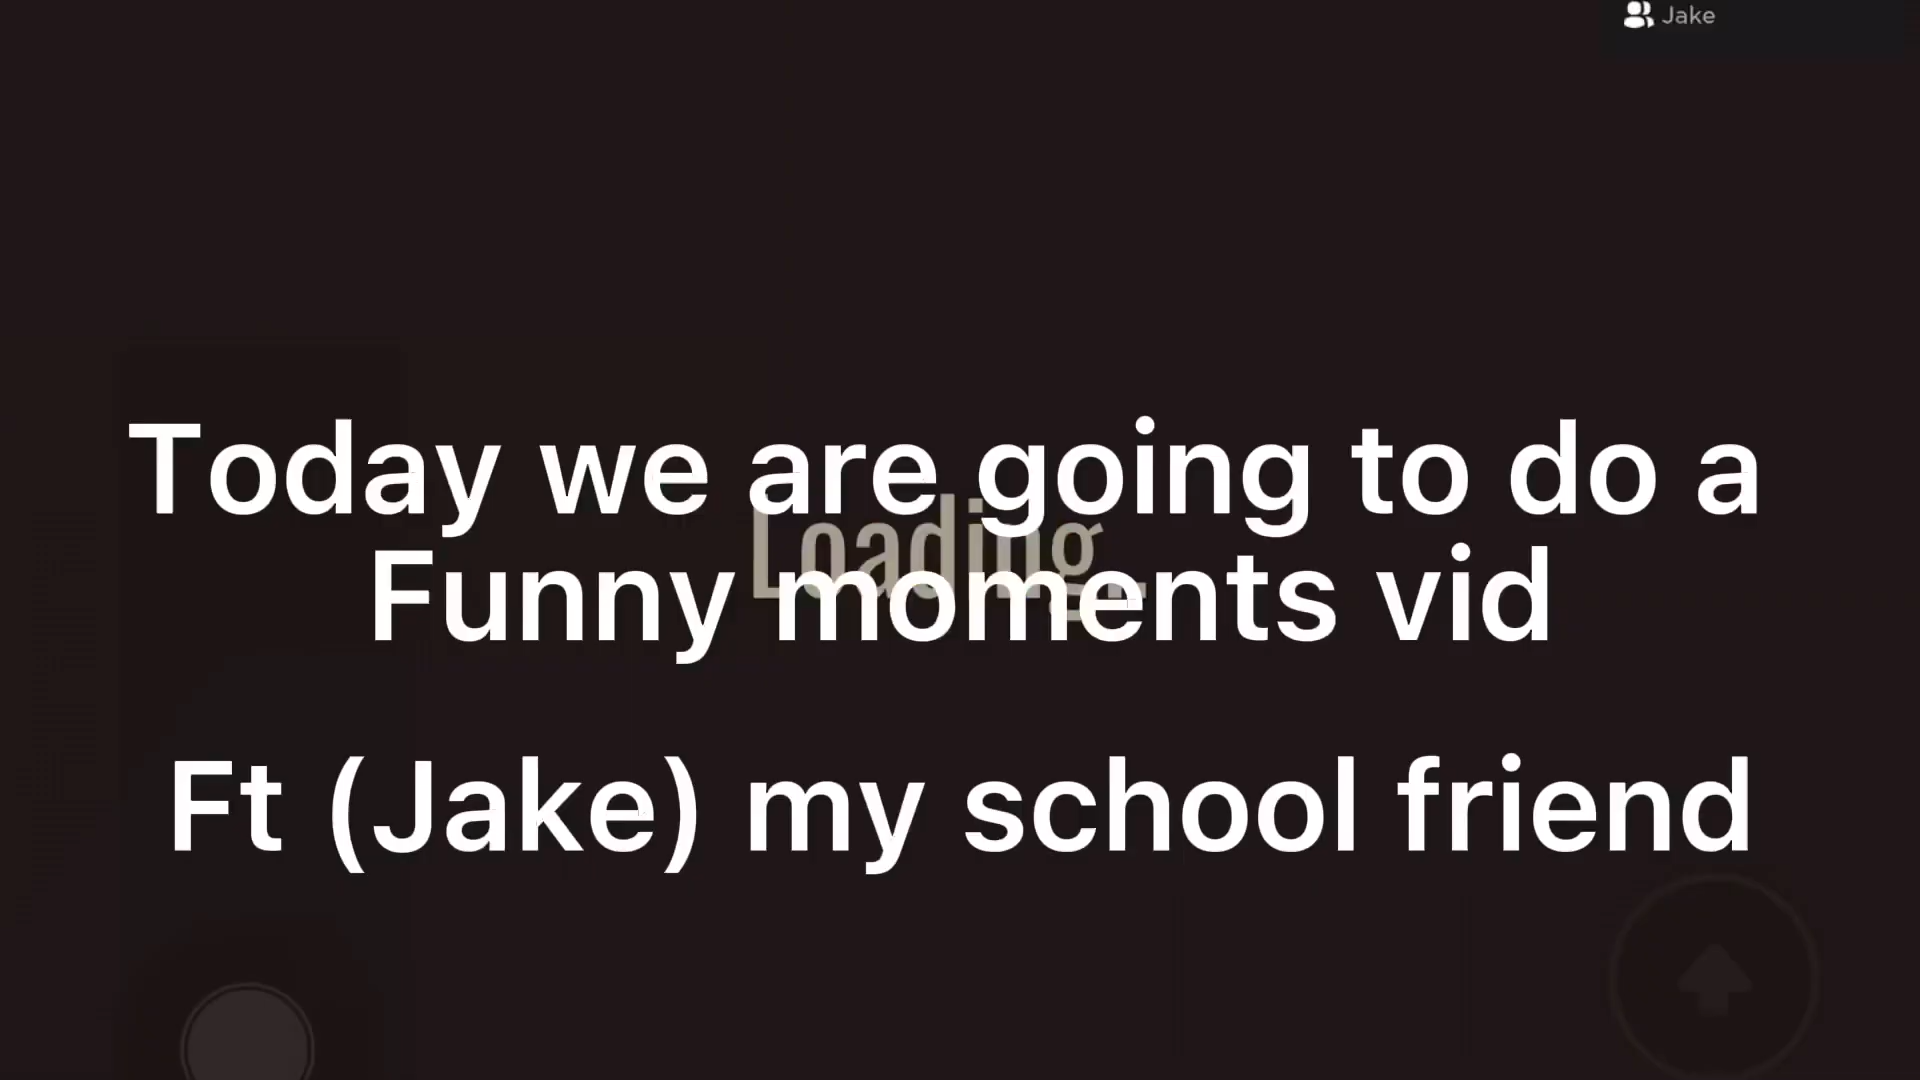 Jake
Today we are going to do a
Loading..
Funny moments vid
Ft (Jake) my school friend